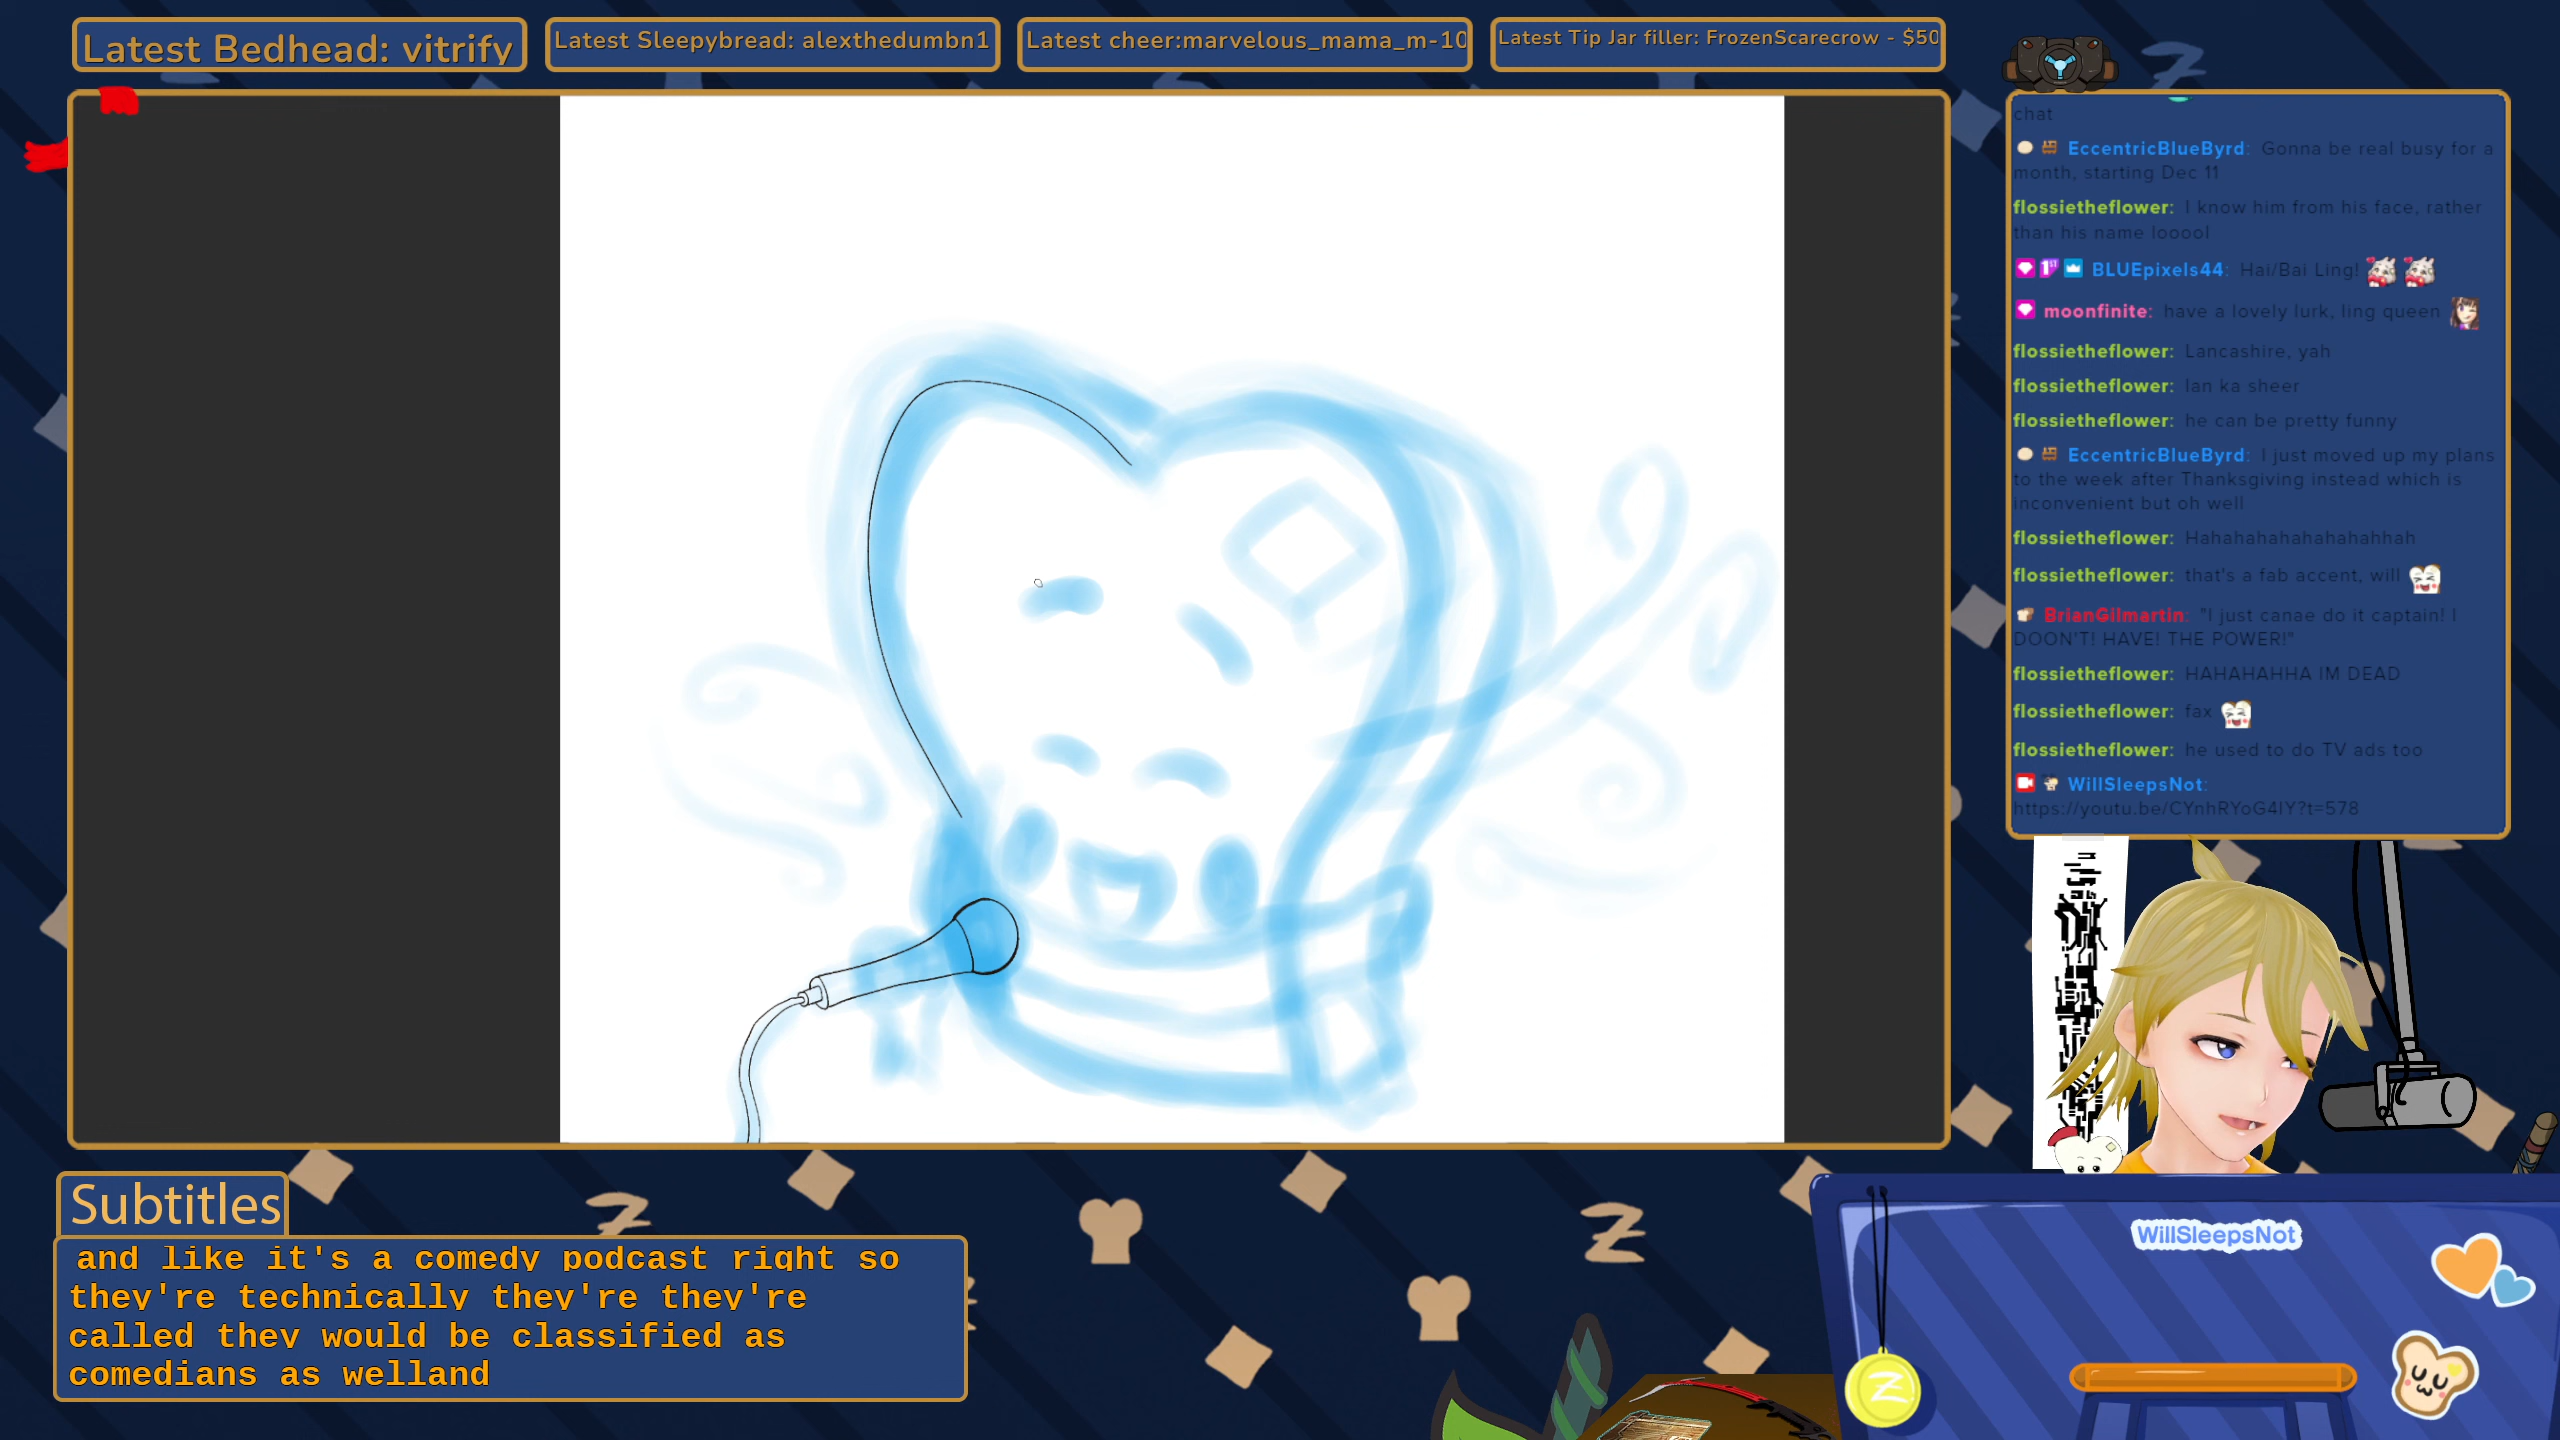 Latest Bedhead: vitrify
Latest Sleepybread: alexthedumbn1
Latest cheer:marvelous_mama_m-10
Latest Tip Jar filler: FrozenScarecrow - $50
chat
EccentricBlueByrd: Gonna be real busy for a
month, starting Dec 11
flossietheflower: I know him from his face, rather
than his name looool
BLUEpixels44: Hai/Bai Ling!
moonfinite: have a lovely lurk, ling queen
flossietheflower: Lancashire, yah
flossietheflower: lan ka sheer
flossietheflower: he can be pretty funny
EccentricBlueByrd: I just moved up my plans
to the week after Thanksgiving instead which is
inconvenient but oh well
flossietheflower: Hahahahahahahahahhah
flossietheflower: that's a fab accent, will
BrianGilmartin: "I just canae do it captain! I
DOON'T! HAVE! THE POWER!"
flossietheflower: HAHAHAHHA IM DEAD
flossietheflower: fax
flossietheflower: he used to do TV ads too
WillSleepsNot:
https://youtu.be/CYnhRYoG4IY?t=578
Subtitles
and like it's a comedy podcast right so
they're technically they're they're
called they would be classified as
comedians as welland
WillSleepsNot
Z